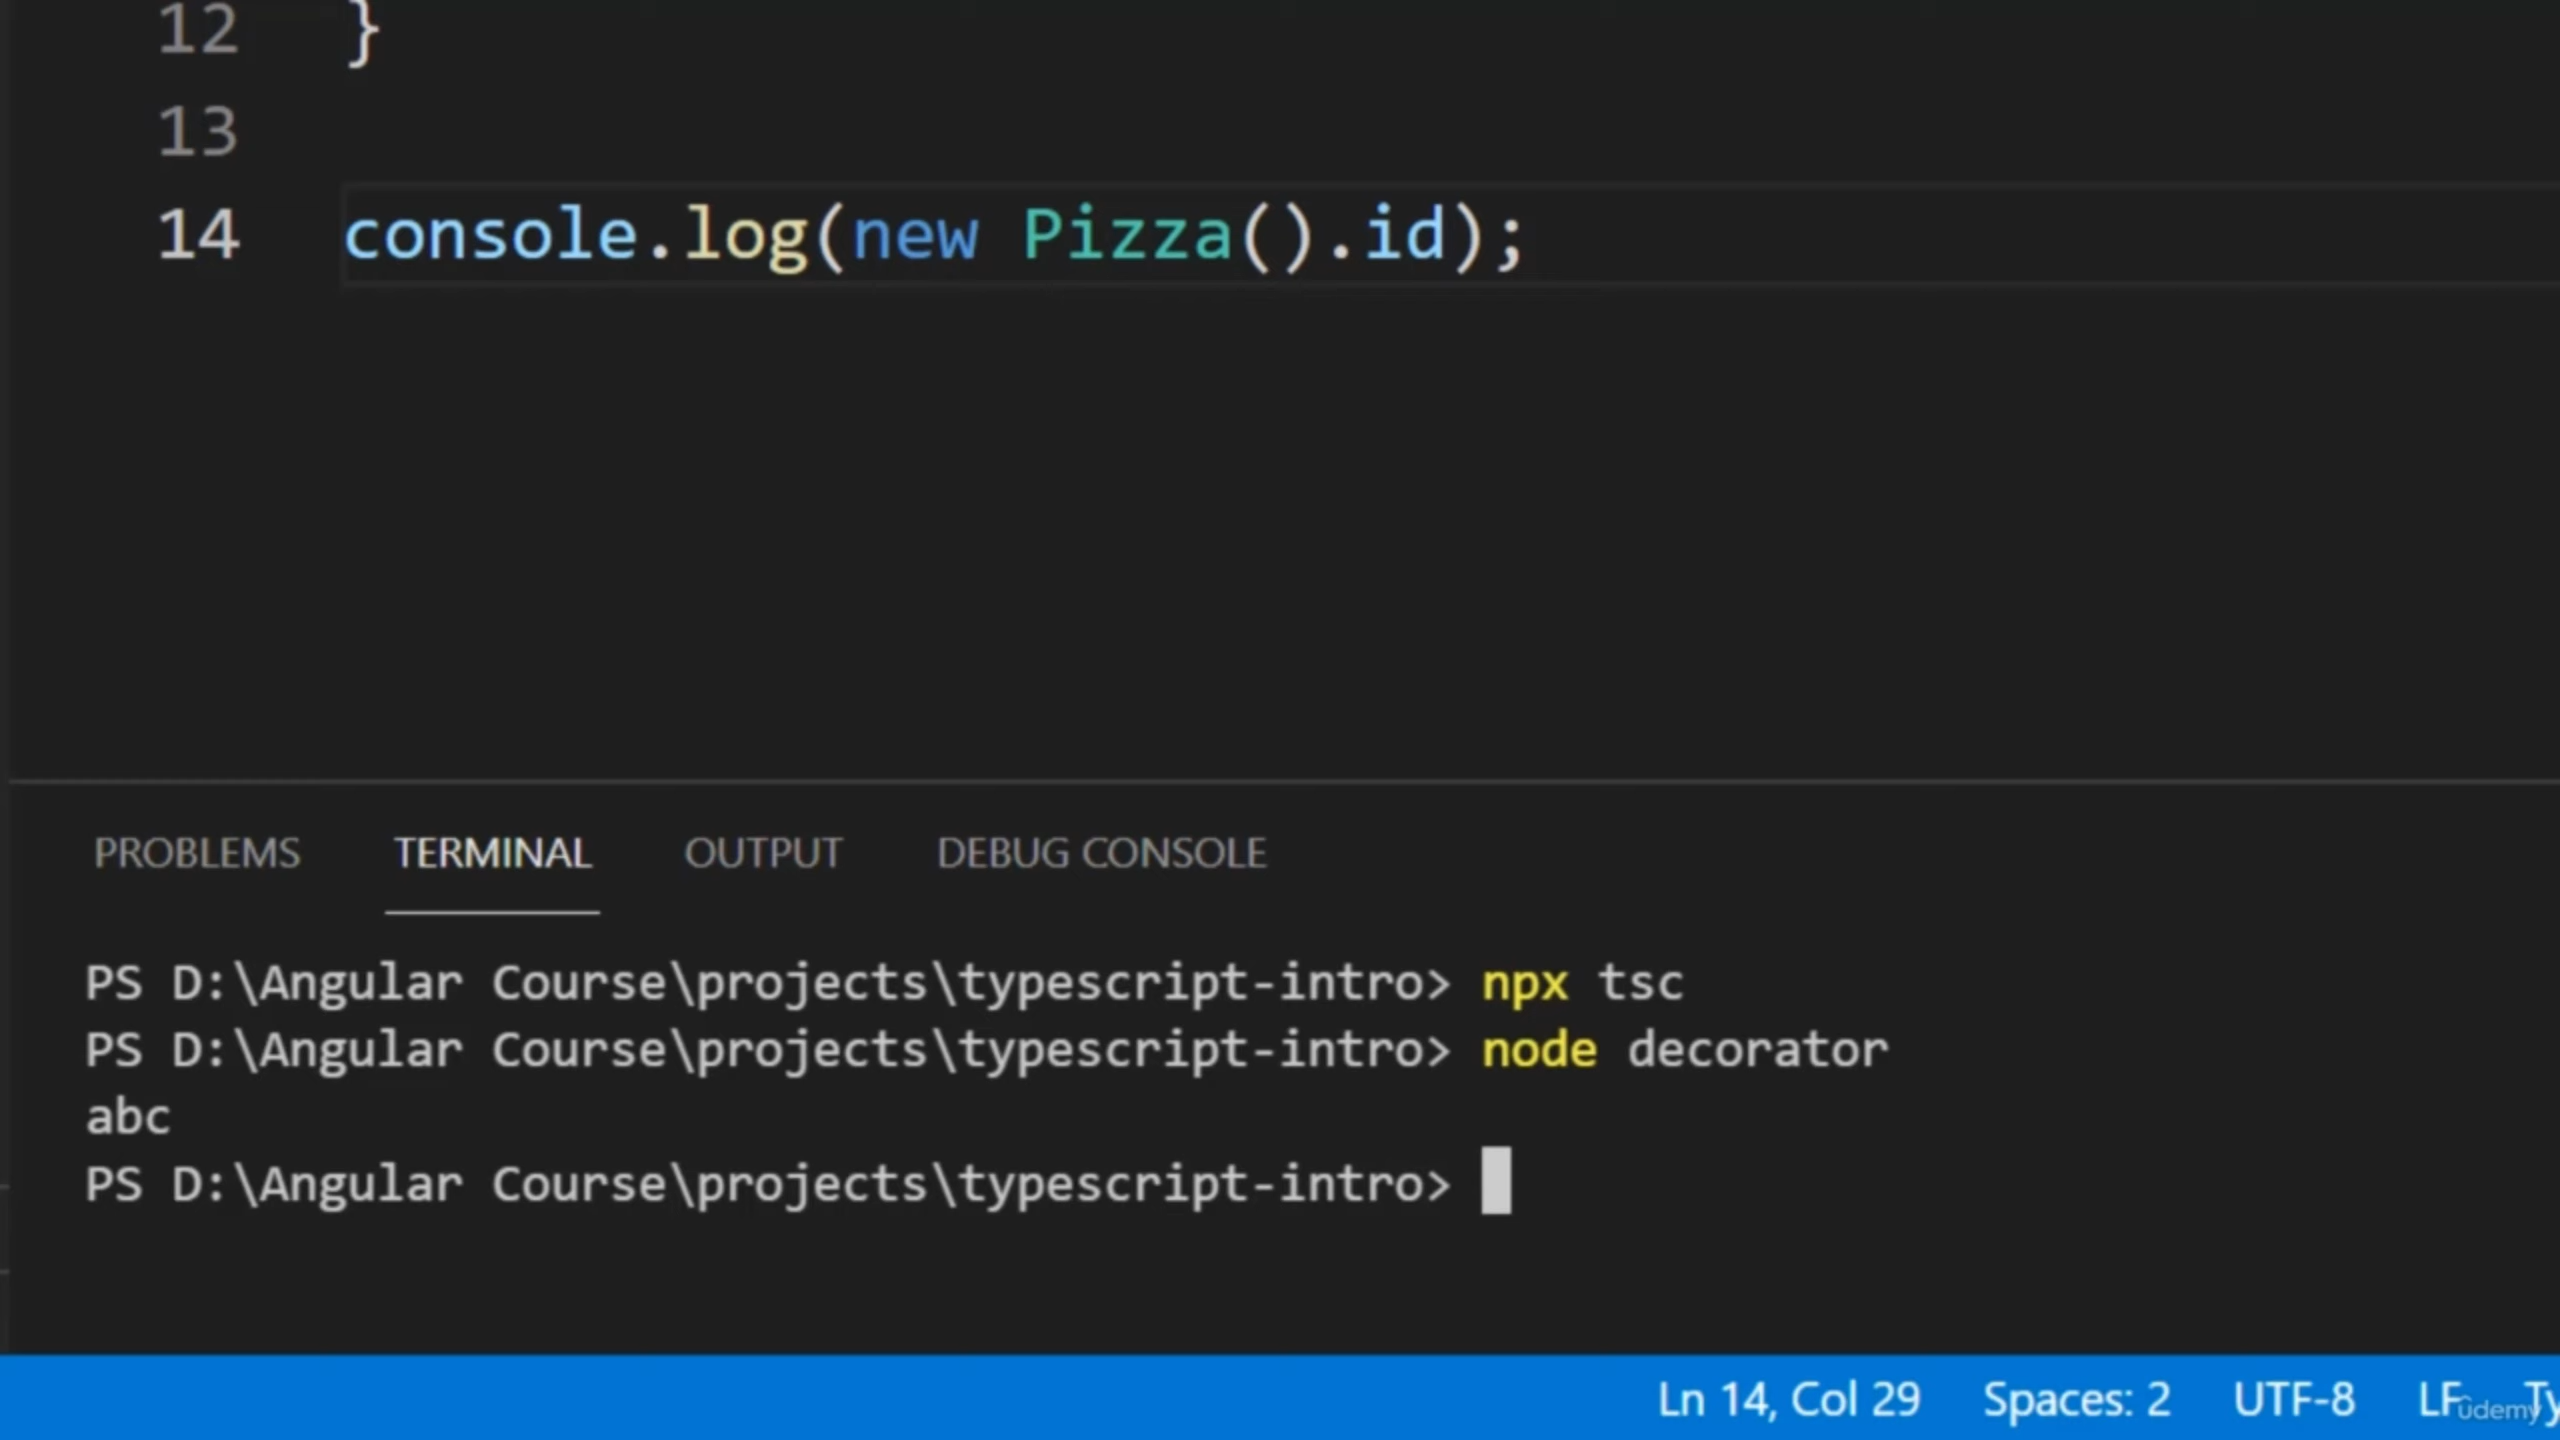 12 }
13
14 console.log(new Pizza().id);
PROBLEMS TERMINAL OUTPUT DEBUG CONSOLE
PS D:\Angular Course\projects\typescript-intro> npx tsc
PS D:\Angular Course\projects\typescript-intro> node decorator
abc
PS D:\Angular Course\projects\typescript-intro>
Ln 14, Col 29 Spaces: 2 UTF-8 LF Ty
ûdemy